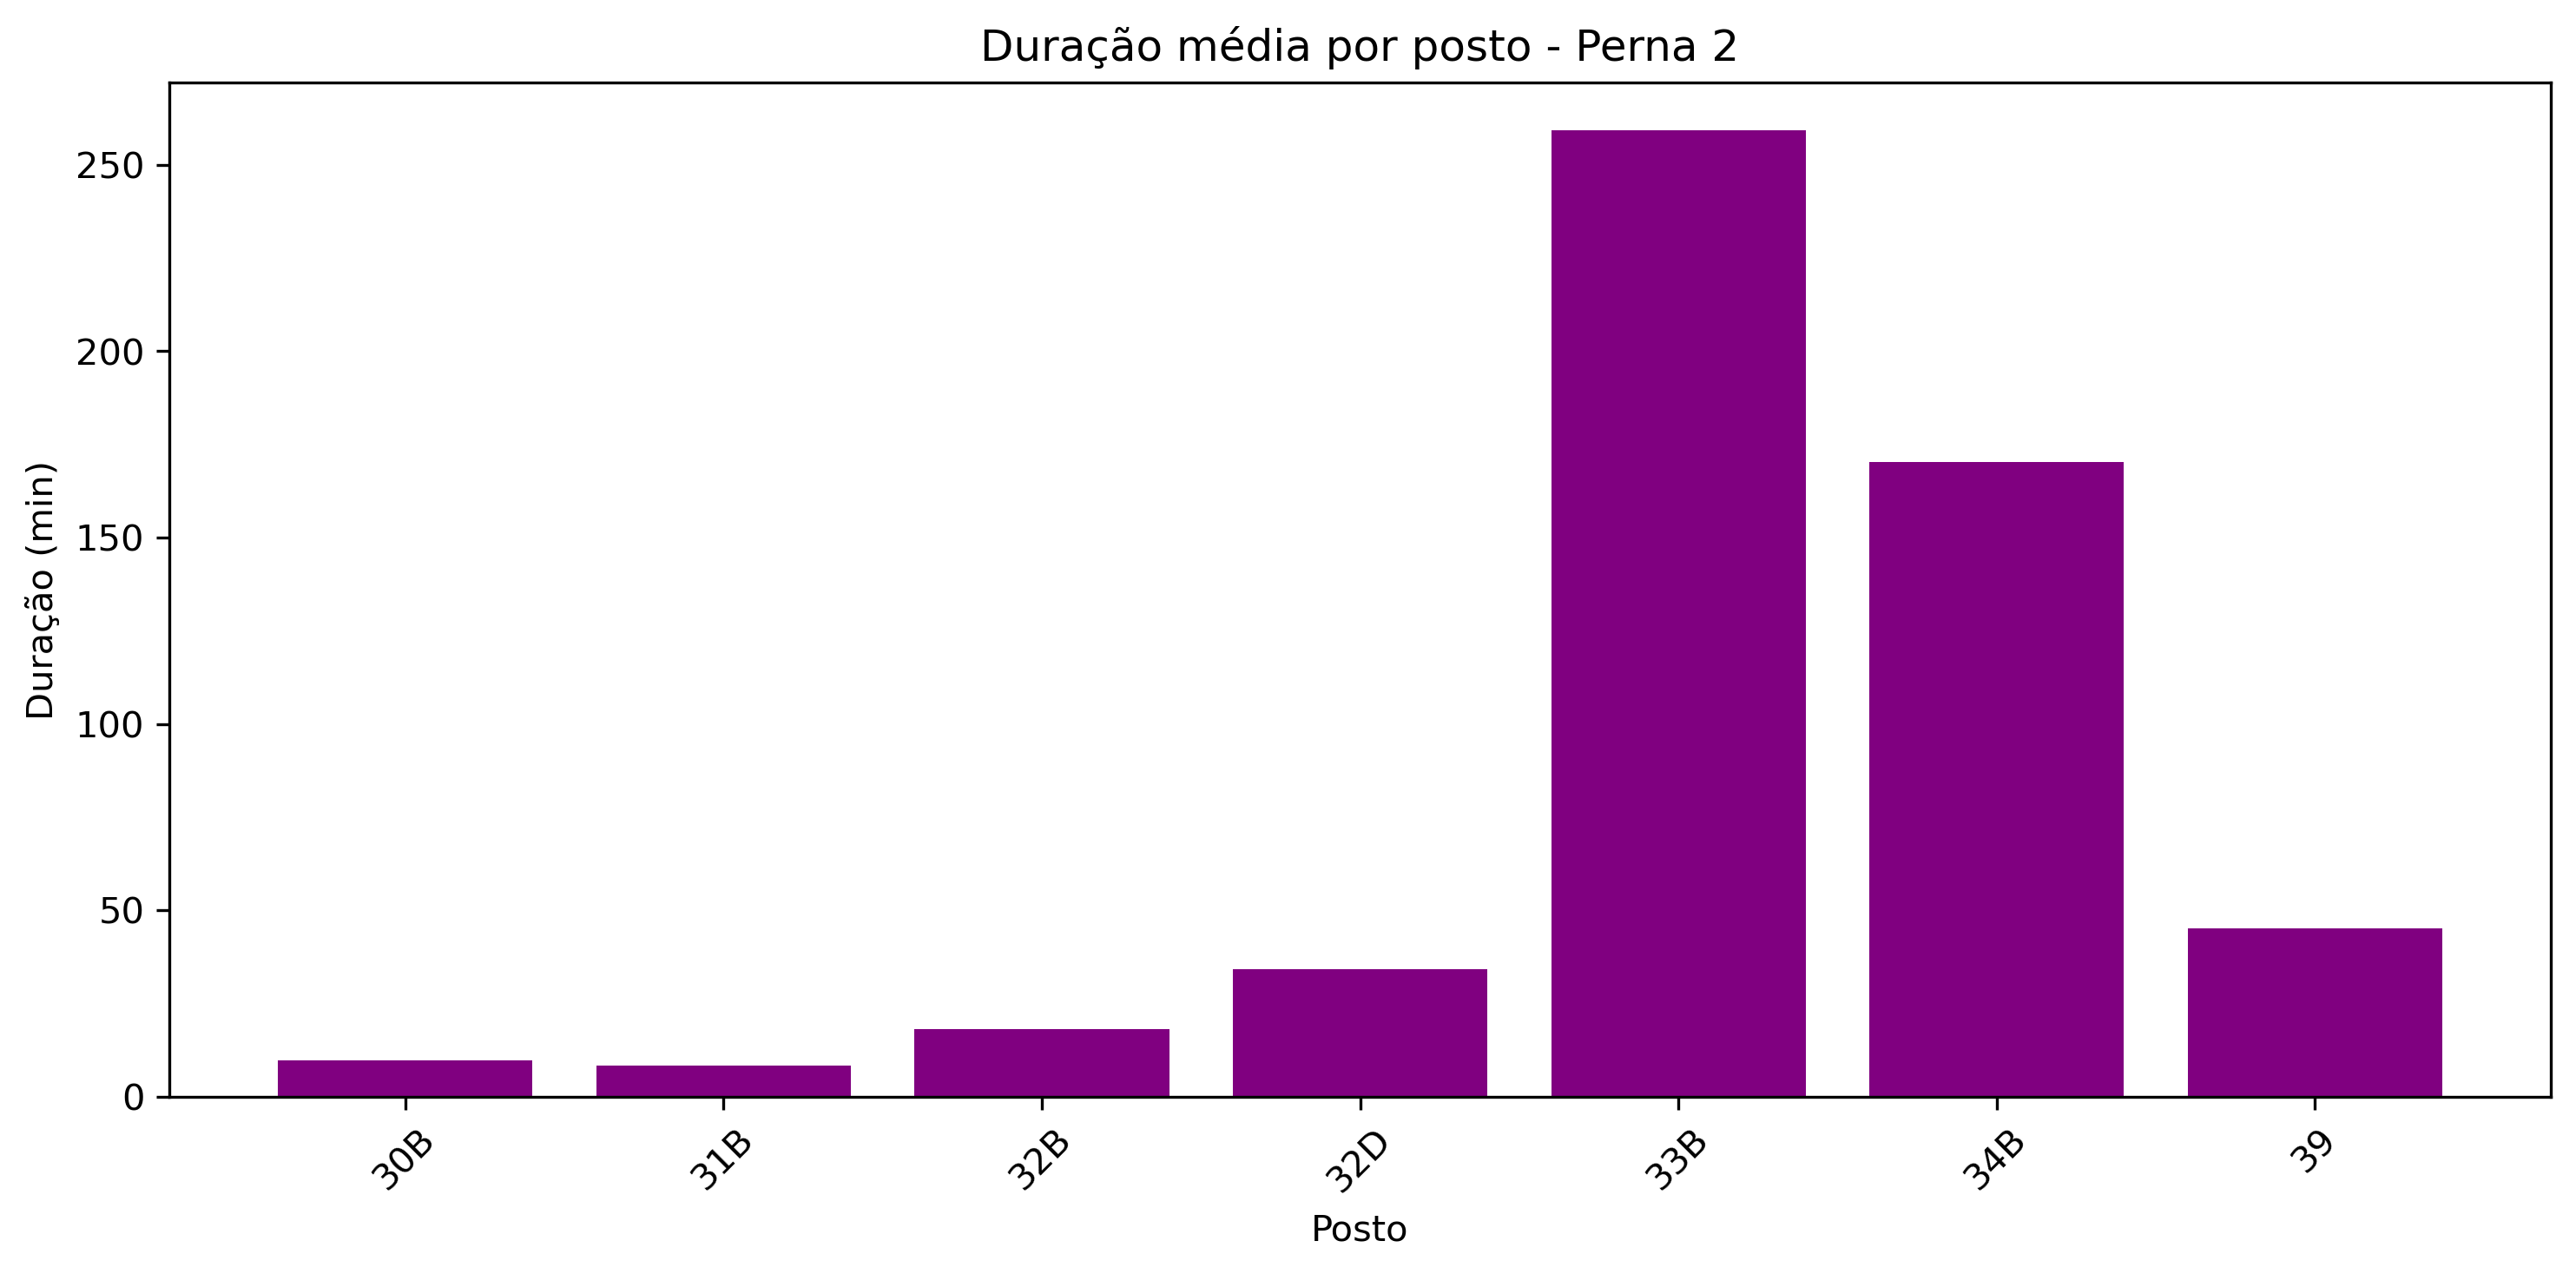 Duração média por posto - Perna 2
Duração (min)
250
200
150
100
50
0
30B
31B
32B
32D
33B
34B
39
Posto